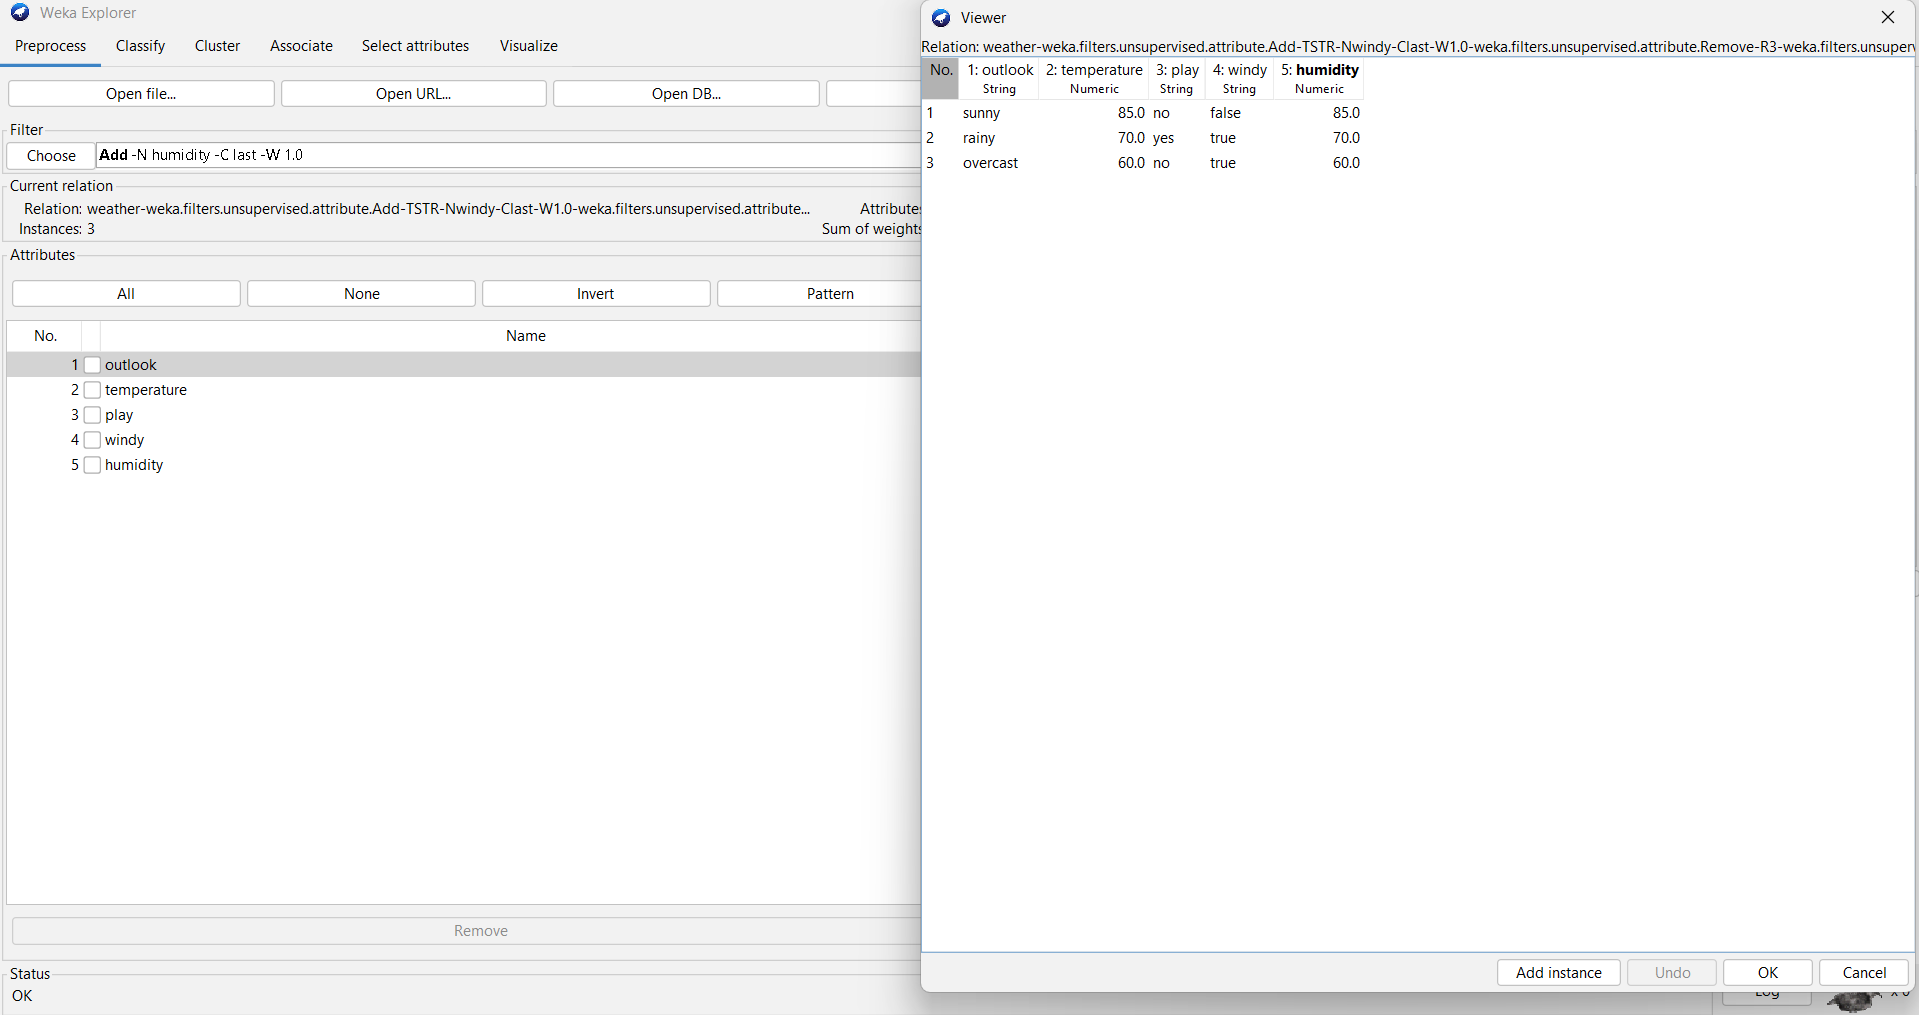 Weka Explorer
Preprocess Classify Cluster Associate Select attributes Visualize
Open file... Open URL... Open DB...
Filter
Choose Add -N humidity -C last -W 1.0
Current relation
Relation: weather-weka.filters.unsupervised.attribute.Add-TSTR-Nwindy-Clast-W1.0-weka.filters.unsupervised.attribute... Attributes
Instances: 3 Sum of weights
Attributes
All None Invert Pattern
No. Name
1 outlook
2 temperature
3 play
4 windy
5 humidity
Remove
Status
OK
Viewer
Relation: weather-weka.filters.unsupervised.attribute.Add-TSTR-Nwindy-Clast-W1.0-weka.filters.unsupervised.attribute.Remove-R3-weka.filters.unsuperv
No. 1: outlook 2: temperature 3: play 4: windy 5: humidity
String Numeric String String Numeric
1 sunny 85.0 no false 85.0
2 rainy 70.0 yes true 70.0
3 overcast 60.0 no true 60.0
Add instance Undo OK Cancel
Log x 0